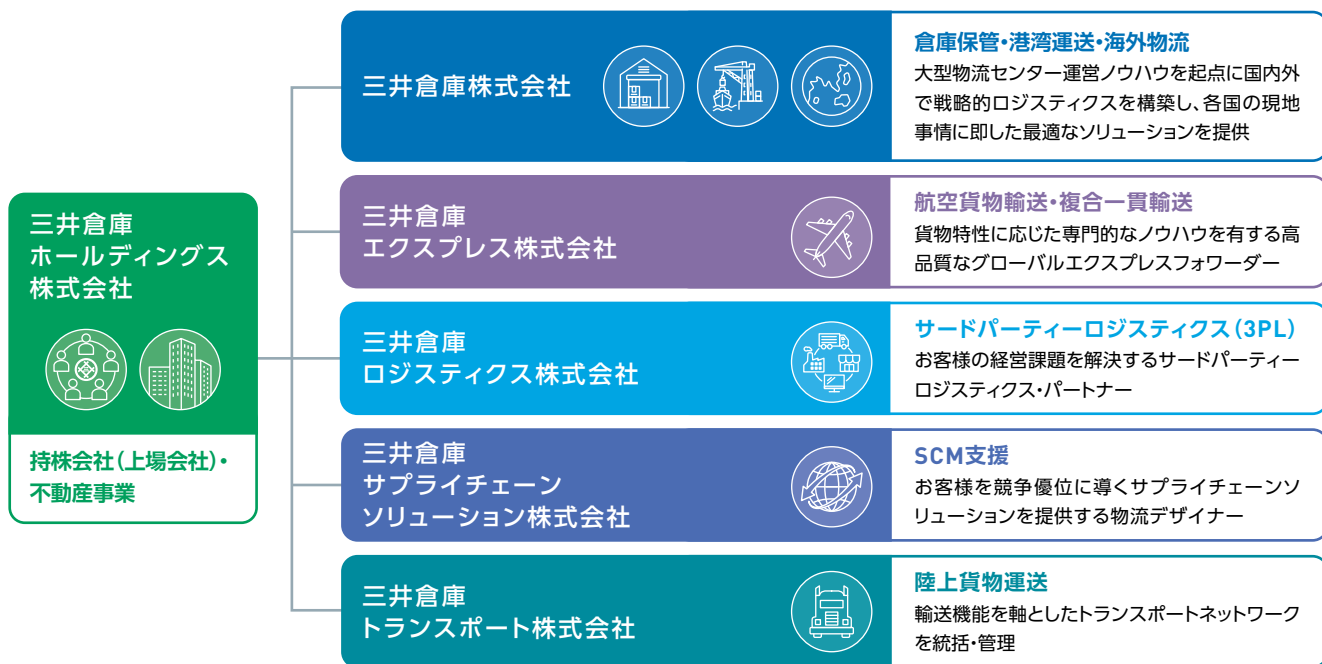 三井倉庫
ホールディングス
株式会社
持株会社(上場会社)・
不動産事業
三井倉庫株式会社
倉庫保管・港湾運送・海外物流
大型物流センター運営ノウハウを起点に国内外
で戦略的ロジスティクスを構築し、各国の現地
事情に即した最適なソリューションを提供
三井倉庫
エクスプレス株式会社
航空貨物輸送・複合一貫輸送
貨物特性に応じた専門的なノウハウを有する高
品質なグローバルエクスプレスフォワーダー
三井倉庫
ロジスティクス株式会社
サードパーティーロジスティクス(3PL)
お客様の経営課題を解決するサードパーティー
ロジスティクス・パートナー
三井倉庫
サプライチェーン
ソリューション株式会社
SCM支援
お客様を競争優位に導くサプライチェーンソ
リューションを提供する物流デザイナー
三井倉庫
トランスポート株式会社
陸上貨物運送
輸送機能を軸としたトランスポートネットワーク
を統括・管理